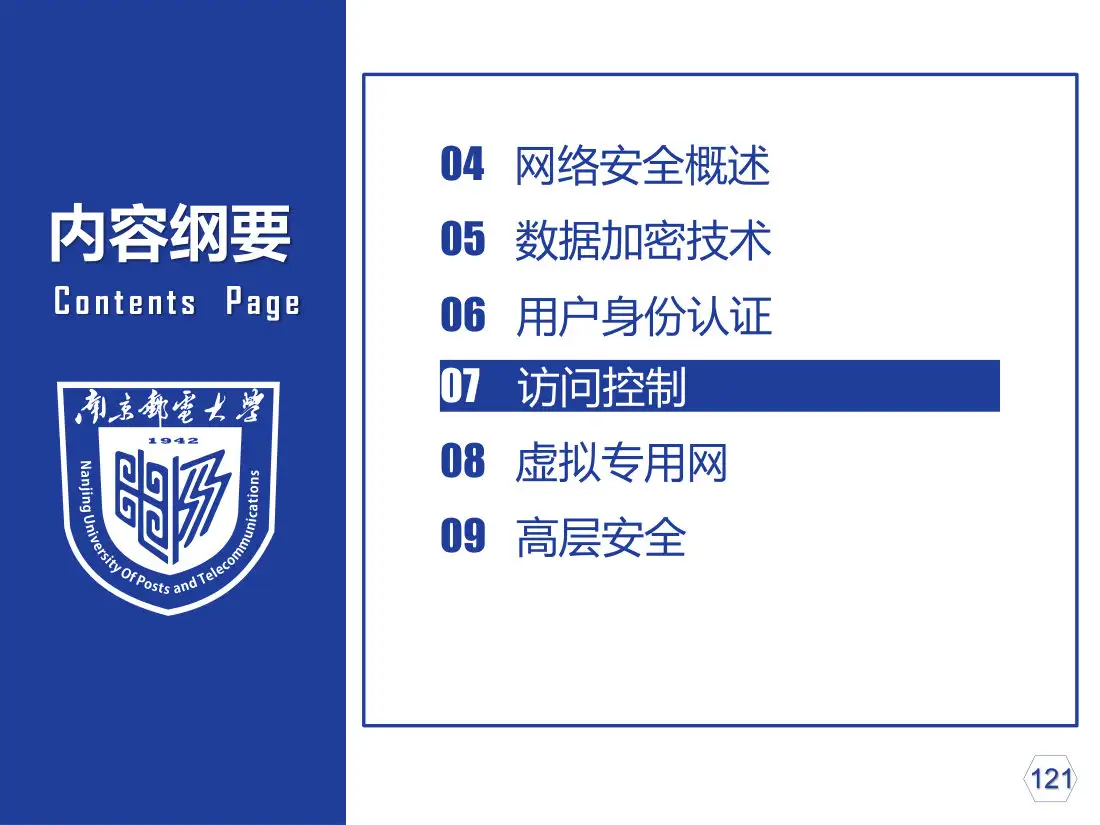 内容纲要
Contents Page
南京邮电大学
1942
Nanjing University Of Posts and Telecommunications
04 网络安全概述
05 数据加密技术
06 用户身份认证
07 访问控制
08 虚拟专用网
09 高层安全
121